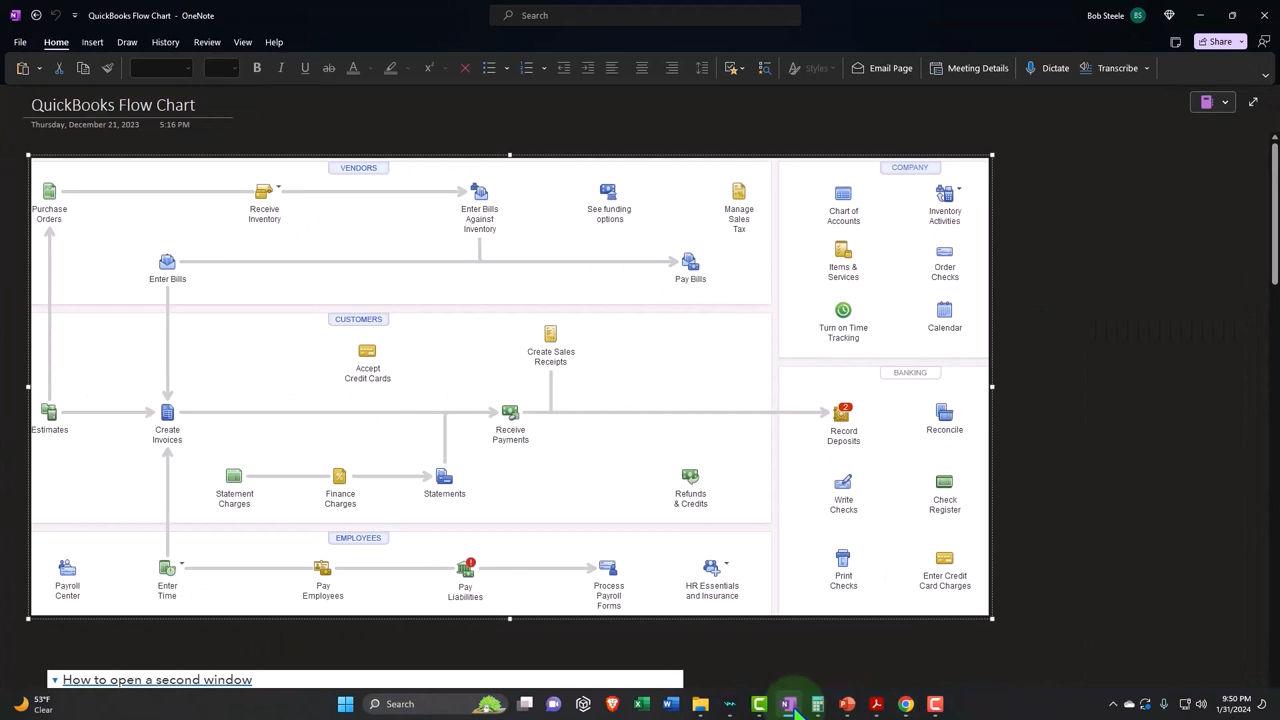 QuickBooks Flow Chart - OneNote
Search
Bob Steele
BS
File
Home
Insert
Draw
History
Review
View
Help
Share
Styles
Email Page
Meeting Details
Dictate
Transcribe
QuickBooks Flow Chart
Thursday, December 21, 2023
5:16 PM
VENDORS
Purchase
Orders
Receive
Inventory
Enter Bills
Against
Inventory
See funding
options
Manage
Sales
Tax
Enter Bills
Pay Bills
COMPANY
Chart of
Accounts
Inventory
Activities
Items &
Services
Order
Checks
Turn on Time
Tracking
Calendar
CUSTOMERS
Accept
Credit Cards
Create Sales
Receipts
Estimates
Create
Invoices
Receive
Payments
Statement
Charges
Finance
Charges
Statements
Refunds
& Credits
BANKING
2
Record
Deposits
Reconcile
Write
Checks
Check
Register
Print
Checks
Enter Credit
Card Charges
EMPLOYEES
Payroll
Center
Enter
Time
Pay
Employees
Pay
Liabilities
Process
Payroll
Forms
HR Essentials
and Insurance
How to open a second window
53°F
Clear
Search
9:50 PM
1/31/2024